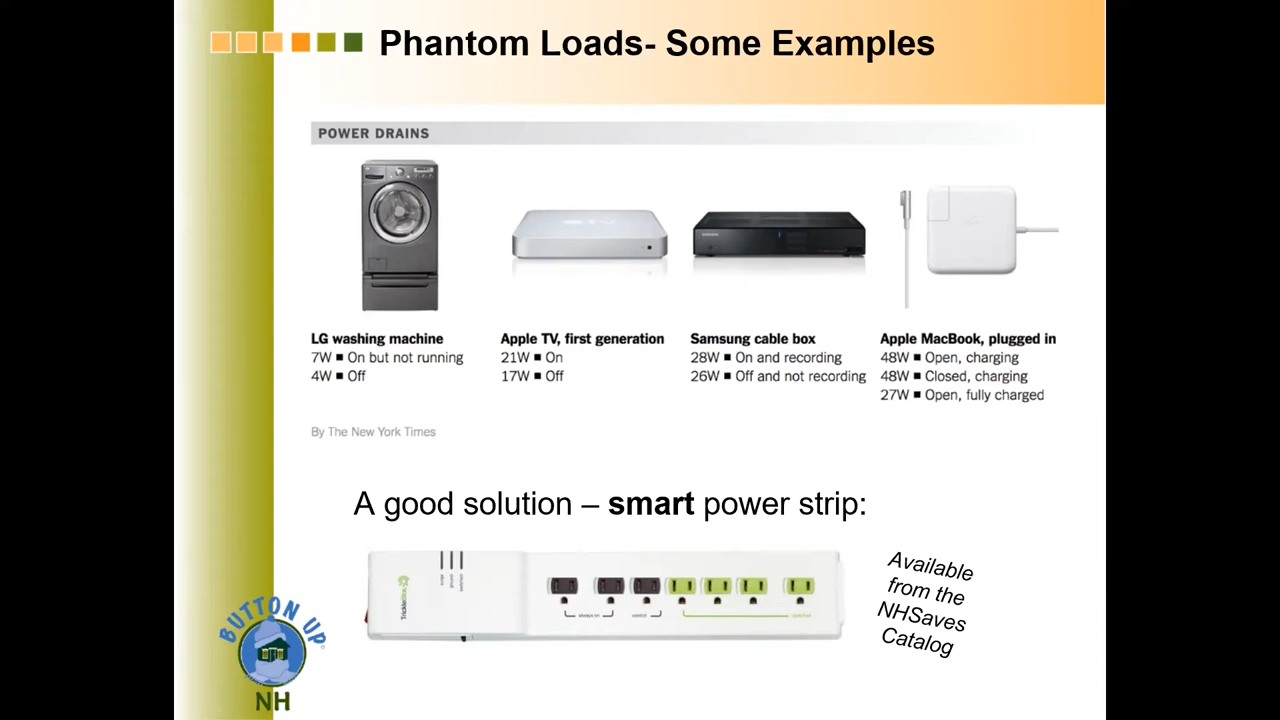 Phantom Loads- Some Examples
POWER DRAINS
LG washing machine
7W ■ On but not running
4W ■ Off
Apple TV, first generation
21W ■ On
17W ■ Off
Samsung cable box
28W ■ On and recording
26W ■ Off and not recording
Apple MacBook, plugged in
48W ■ Open, charging
48W ■ Closed, charging
27W ■ Open, fully charged
By The New York Times
A good solution – smart power strip:
always on
control
Available
from the
NHSaves
Catalog
BUTTON UP
NH